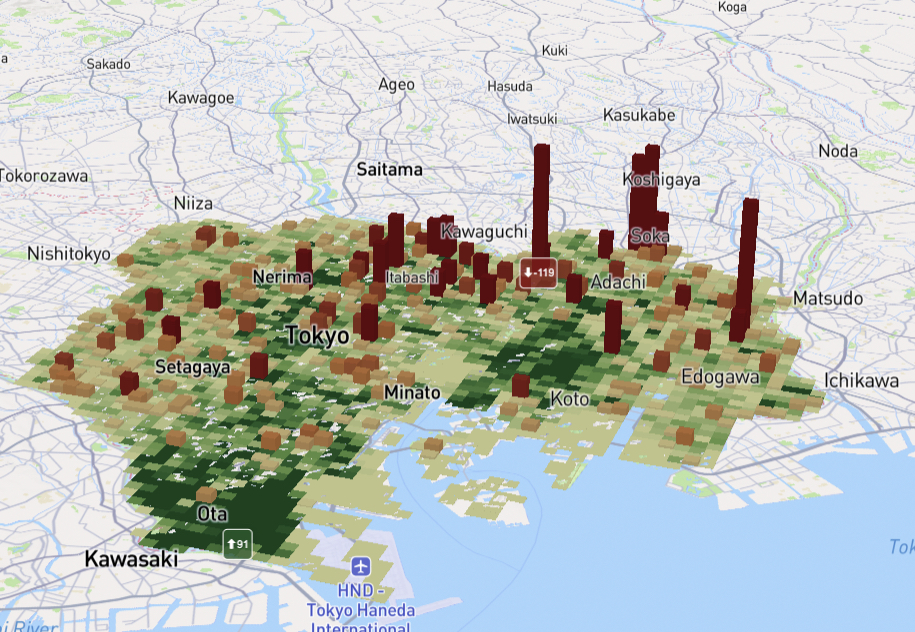 Koga
a
Kuki
Sakado
Ageo
Hasuda
Kawagoe
Iwatsuki
Kasukabe
Noda
Saitama
Tokorozawa
Koshigaya
Niiza
Kawaguchi
Soka
Nishitokyo
Nerima
Itabashi
-119
Adachi
Matsudo
Tokyo
Setagaya
Edogawa
Ichikawa
Minato
Koto
Ota
91
Kawasaki
Tok
HND -
Tokyo Haneda
International
i River